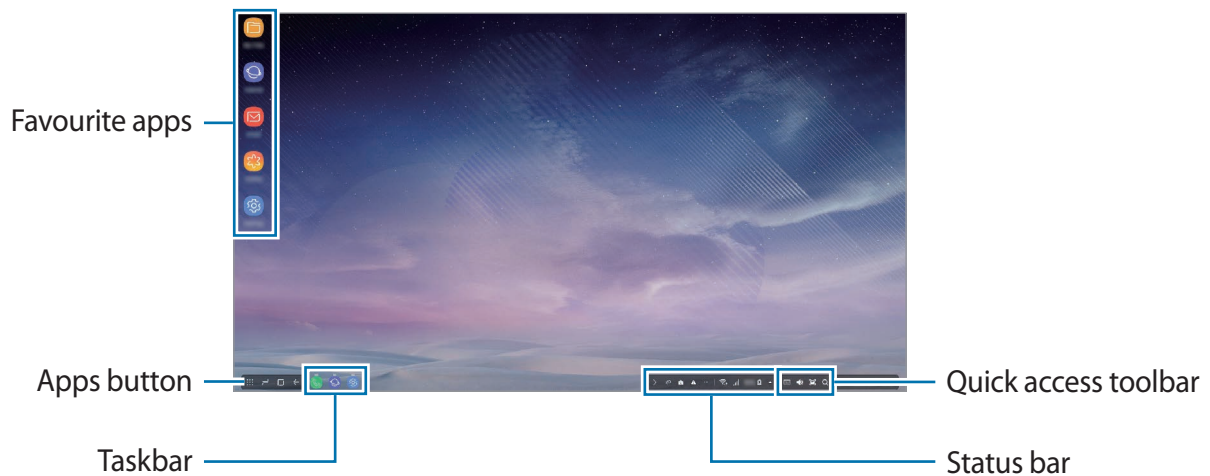 Favourite apps
Apps button
Quick access toolbar
Taskbar
Status bar